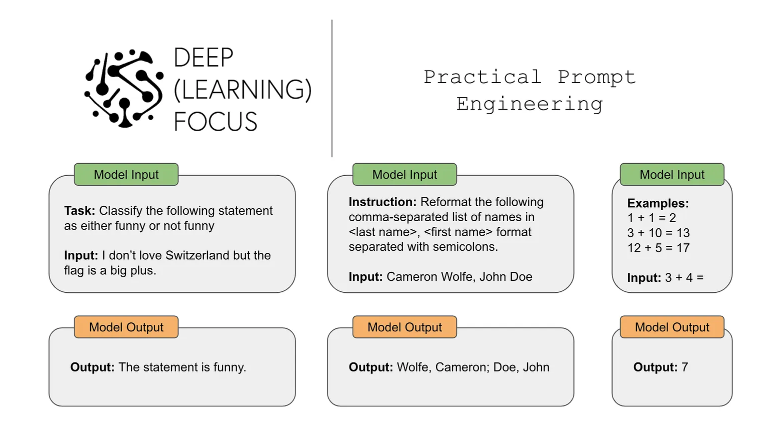 DEEP
(LEARNING)
FOCUS
Practical Prompt
Engineering
Model Input
Task: Classify the following statement
as either funny or not funny
Input: I don’t love Switzerland but the
flag is a big plus.
Model Output
Output: The statement is funny.
Model Input
Instruction: Reformat the following
comma-separated list of names in
<last name>, <first name> format
separated with semicolons.
Input: Cameron Wolfe, John Doe
Model Output
Output: Wolfe, Cameron; Doe, John
Model Input
Examples:
1 + 1 = 2
3 + 10 = 13
12 + 5 = 17
Input: 3 + 4 =
Model Output
Output: 7